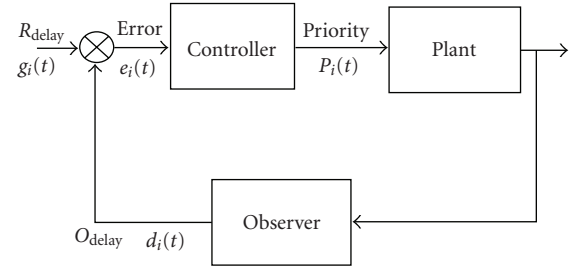 R_delay
g_i(t)
Error
e_i(t)
Controller
Priority
P_i(t)
Plant
Observer
O_delay
d_i(t)